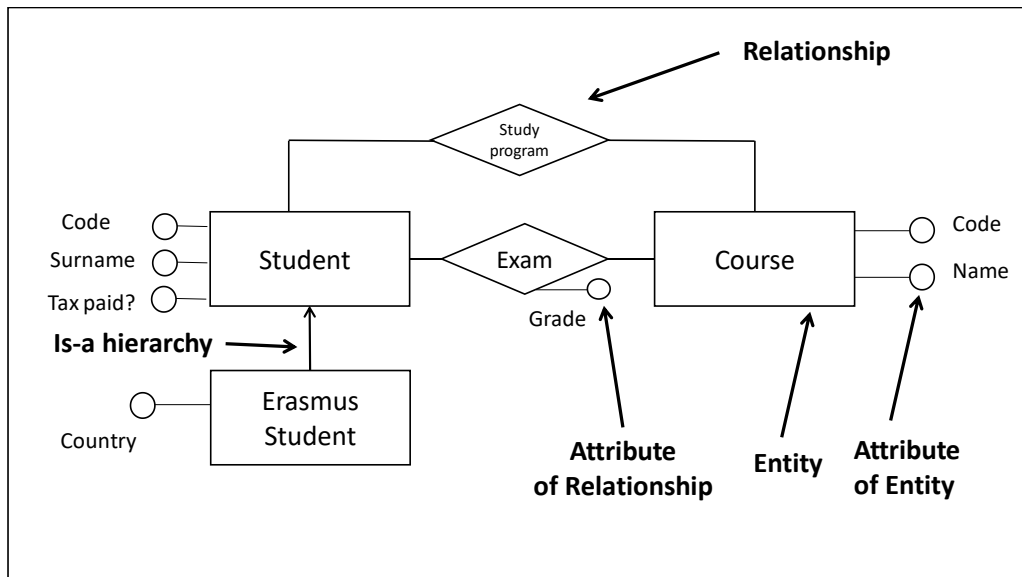 Relationship
Study
program
Code
Surname
Tax paid?
Student
Exam
Grade
Course
Code
Name
Is-a hierarchy
Country
Erasmus
Student
Attribute
of Relationship
Entity
Attribute
of Entity